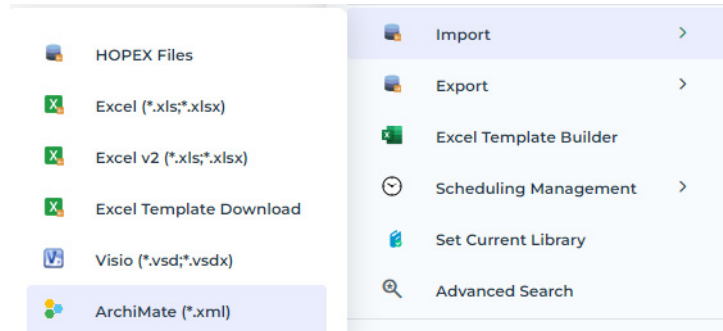 HOPEX Files
Excel (*.xls;*.xlsx)
Excel v2 (*.xls;*.xlsx)
Excel Template Download
Visio (*.vsd;*.vsdx)
ArchiMate (*.xml)
Import
Export
Excel Template Builder
Scheduling Management
Set Current Library
Advanced Search